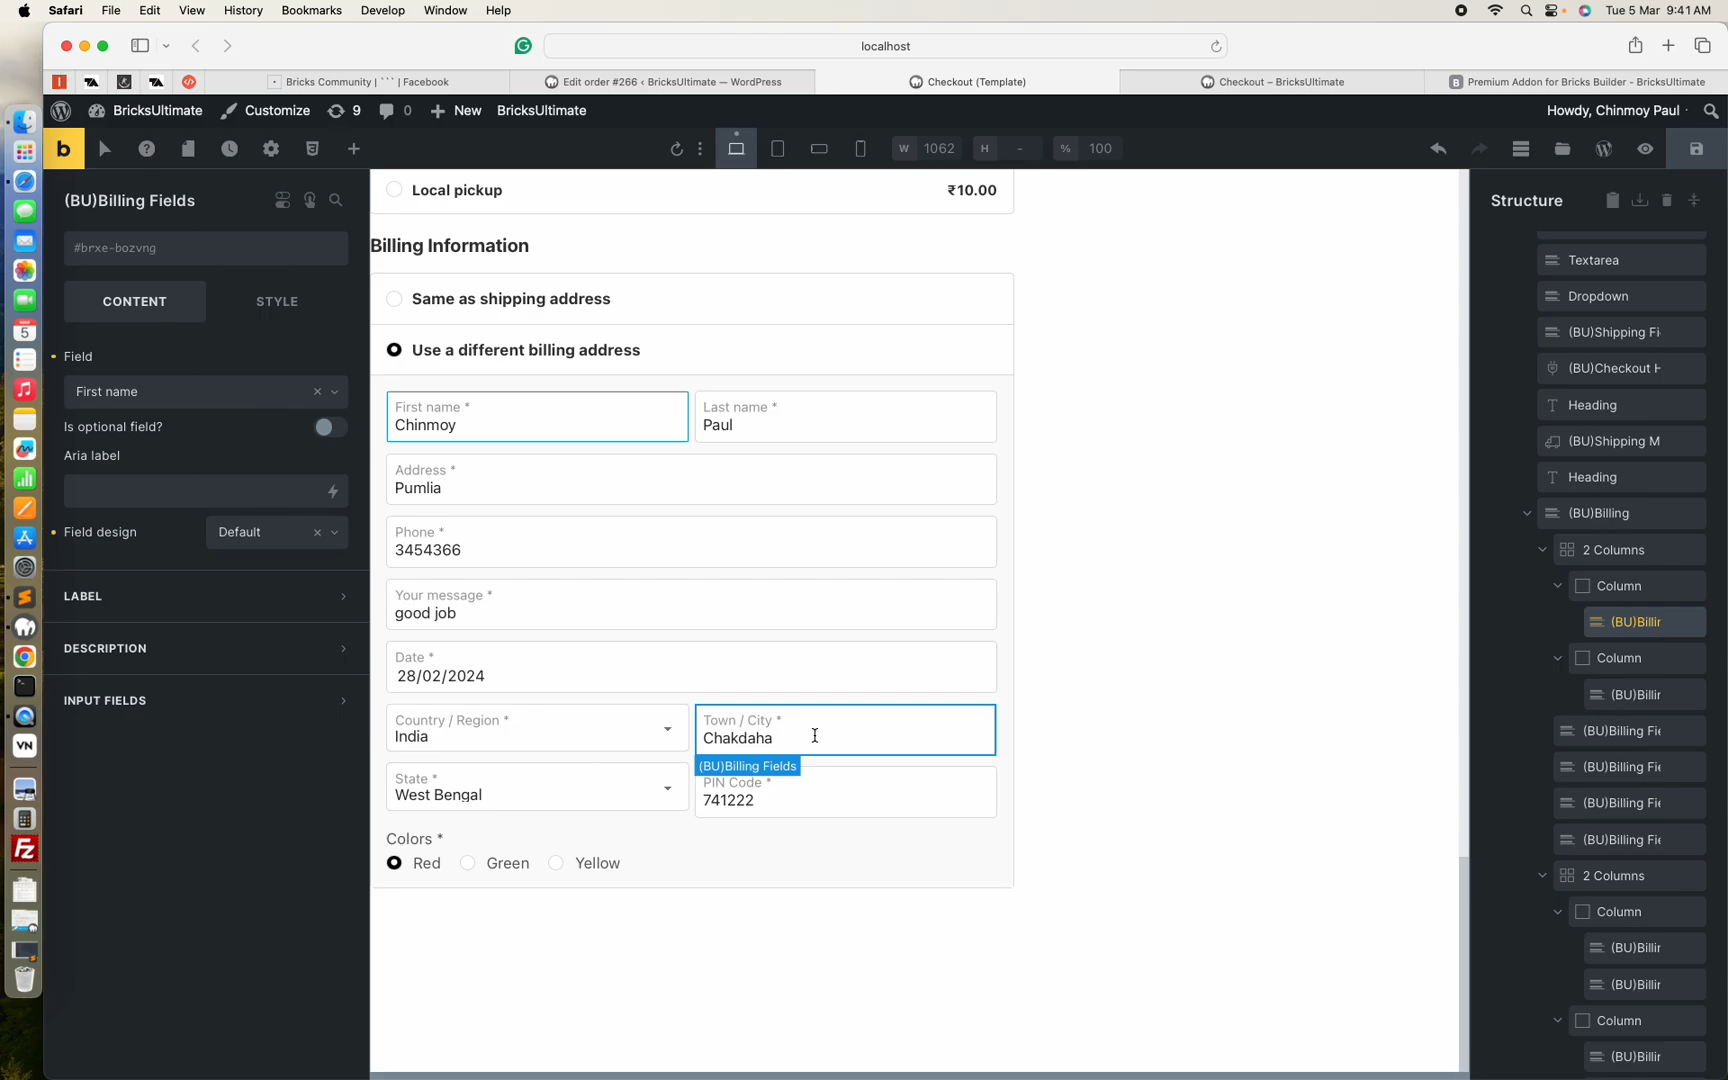 Safari File Edit View History Bookmarks Develop Window Help Tue 5 Mar 9:41 AM
localhost
Bricks Community | ``` | Facebook
Edit order #266 ‹ BricksUltimate — WordPress
Checkout (Template)
Checkout – BricksUltimate
Premium Addon for Bricks Builder - BricksUltimate
BricksUltimate Customize 9 0 New BricksUltimate Howdy, Chinmoy Paul
b W 1062 H - % 100
(BU)Billing Fields
#brxe-bozvng
CONTENT STYLE
Field
First name
Is optional field?
Aria label
Field design Default
LABEL
DESCRIPTION
INPUT FIELDS
Local pickup ₹10.00
Billing Information
Same as shipping address
Use a different billing address
First name *
Chinmoy
Last name *
Paul
Address *
Pumlia
Phone *
3454366
Your message *
good job
Date *
28/02/2024
Country / Region *
India
Town / City *
Chakdaha
(BU)Billing Fields
State *
West Bengal
PIN Code *
741222
Colors *
Red Green Yellow
Structure
Textarea
Dropdown
(BU)Shipping Fi
(BU)Checkout H
Heading
(BU)Shipping M
Heading
(BU)Billing
2 Columns
Column
(BU)Billir
Column
(BU)Billir
(BU)Billing Fie
(BU)Billing Fie
(BU)Billing Fie
(BU)Billing Fie
2 Columns
Column
(BU)Billir
(BU)Billir
Column
(BU)Billir
5
VN